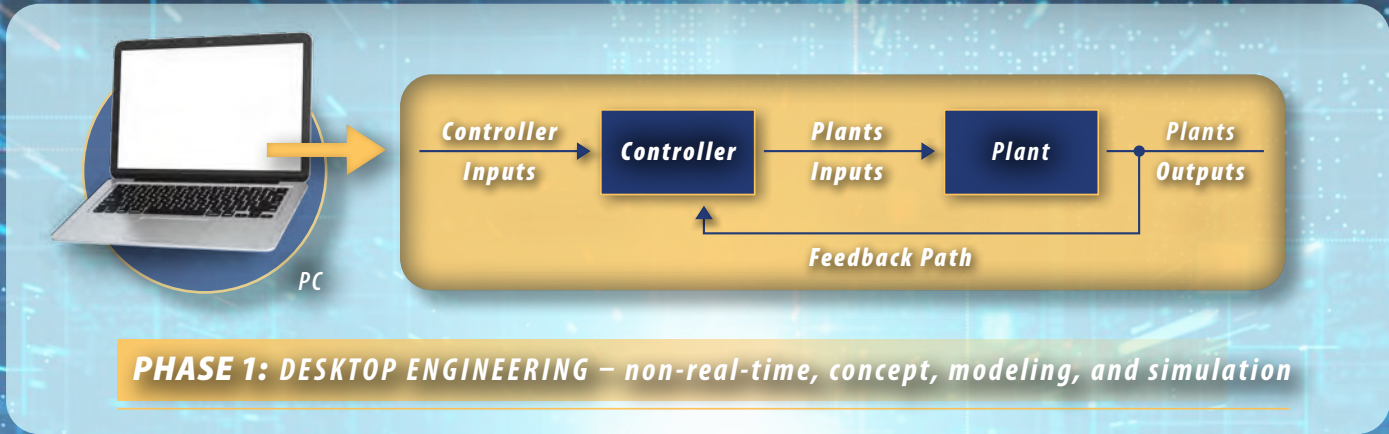 Controller
Inputs
Controller
Plants
Inputs
Plant
Plants
Outputs
Feedback Path
PC
PHASE 1: DESKTOP ENGINEERING – non-real-time, concept, modeling, and simulation